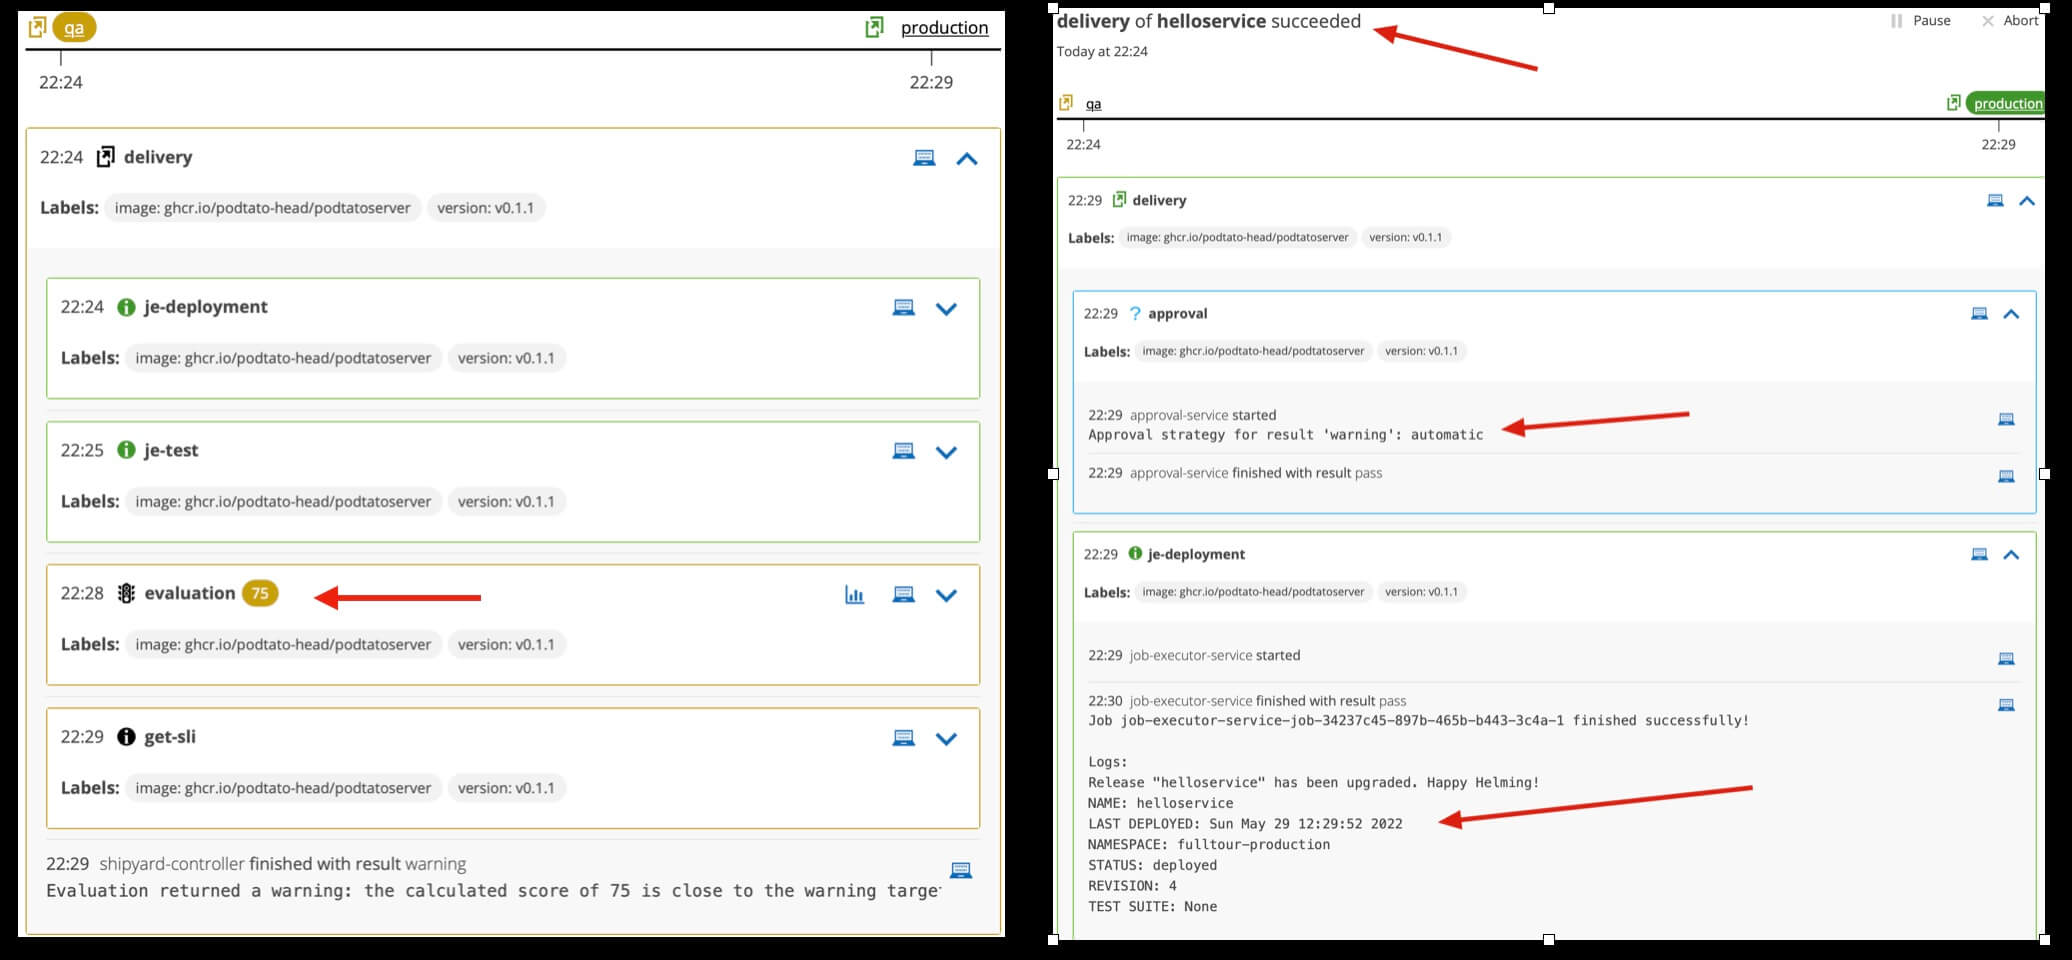 qa
production
22:24
22:29
22:24 delivery
Labels: image: ghcr.io/podtato-head/podtatoserver version: v0.1.1
22:24 je-deployment
Labels: image: ghcr.io/podtato-head/podtatoserver version: v0.1.1
22:25 je-test
Labels: image: ghcr.io/podtato-head/podtatoserver version: v0.1.1
22:28 evaluation 75
Labels: image: ghcr.io/podtato-head/podtatoserver version: v0.1.1
22:29 get-sli
Labels: image: ghcr.io/podtato-head/podtatoserver version: v0.1.1
22:29 shipyard-controller finished with result warning
Evaluation returned a warning: the calculated score of 75 is close to the warning targe
delivery of helloservice succeeded
Pause
Abort
Today at 22:24
qa
production
22:24
22:29
22:29 delivery
Labels: image: ghcr.io/podtato-head/podtatoserver version: v0.1.1
22:29 ? approval
Labels: image: ghcr.io/podtato-head/podtatoserver version: v0.1.1
22:29 approval-service started
Approval strategy for result 'warning': automatic
22:29 approval-service finished with result pass
22:29 je-deployment
Labels: image: ghcr.io/podtato-head/podtatoserver version: v0.1.1
22:29 job-executor-service started
22:30 job-executor-service finished with result pass
Job job-executor-service-job-34237c45-897b-465b-b443-3c4a-1 finished successfully!
Logs:
Release "helloservice" has been upgraded. Happy Helming!
NAME: helloservice
LAST DEPLOYED: Sun May 29 12:29:52 2022
NAMESPACE: fulltour-production
STATUS: deployed
REVISION: 4
TEST SUITE: None